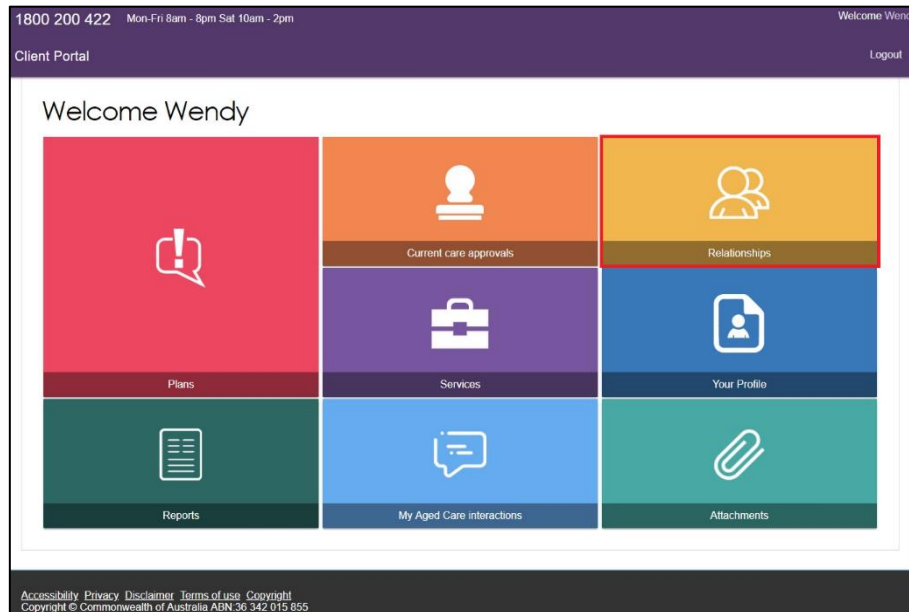 1800 200 422 Mon-Fri 8am - 8pm Sat 10am - 2pm Welcome Wend
Client Portal Logout
Welcome Wendy
Current care approvals Relationships
Plans Services Your Profile
Reports My Aged Care interactions Attachments
Accessibility Privacy Disclaimer Terms of use Copyright
Copyright © Commonwealth of Australia ABN:36 342 015 855